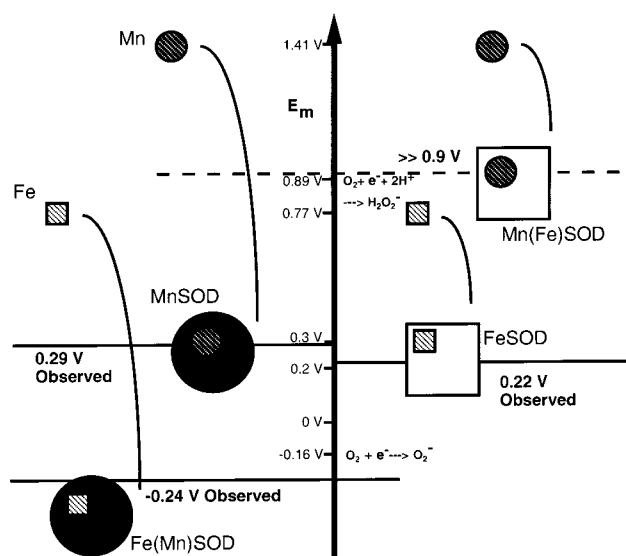 Mn
1.41 V
E_m
>> 0.9 V
0.89 V
O₂+ e⁻ + 2H⁺
---> H₂O₂⁻
Fe
0.77 V
Mn(Fe)SOD
MnSOD
0.3 V
FeSOD
0.29 V
Observed
0.2 V
0.22 V
Observed
0 V
-0.16 V
O₂ + e⁻---> O₂⁻
-0.24 V Observed
Fe(Mn)SOD